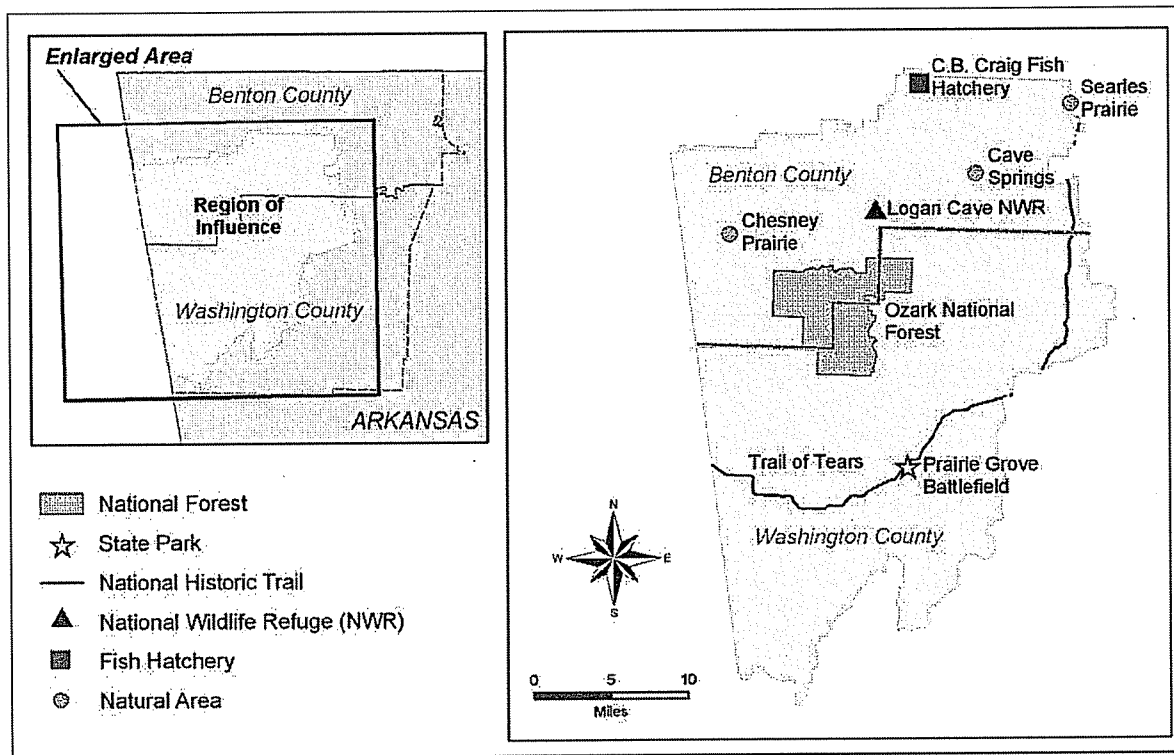 Enlarged Area
Benton County
Region of
Influence
Washington County
ARKANSAS
National Forest
State Park
National Historic Trail
National Wildlife Refuge (NWR)
Fish Hatchery
Natural Area
C.B. Craig Fish
Hatchery
Searles
Prairie
Cave
Springs
Benton County
Logan Cave NWR
Chesney
Prairie
Ozark National
Forest
Trail of Tears
Prairie Grove
Battlefield
Washington County
N
W
E
S
0
5
10
Miles